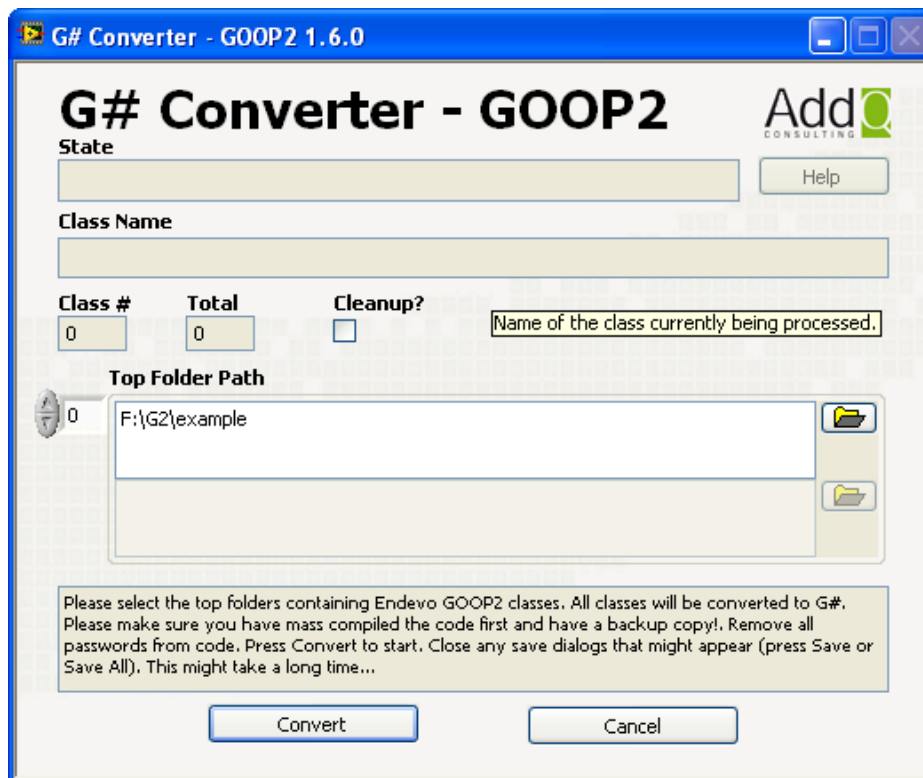 G# Converter - GOOP2 1.6.0
G# Converter - GOOP2
AddQ
CONSULTING
State
Help
Class Name
Class #
Total
Cleanup?
0
0
Name of the class currently being processed.
Top Folder Path
0
F:\G2\example
Please select the top folders containing Endevo GOOP2 classes. All classes will be converted to G#.
Please make sure you have mass compiled the code first and have a backup copy!. Remove all
passwords from code. Press Convert to start. Close any save dialogs that might appear (press Save or
Save All). This might take a long time...
Convert
Cancel